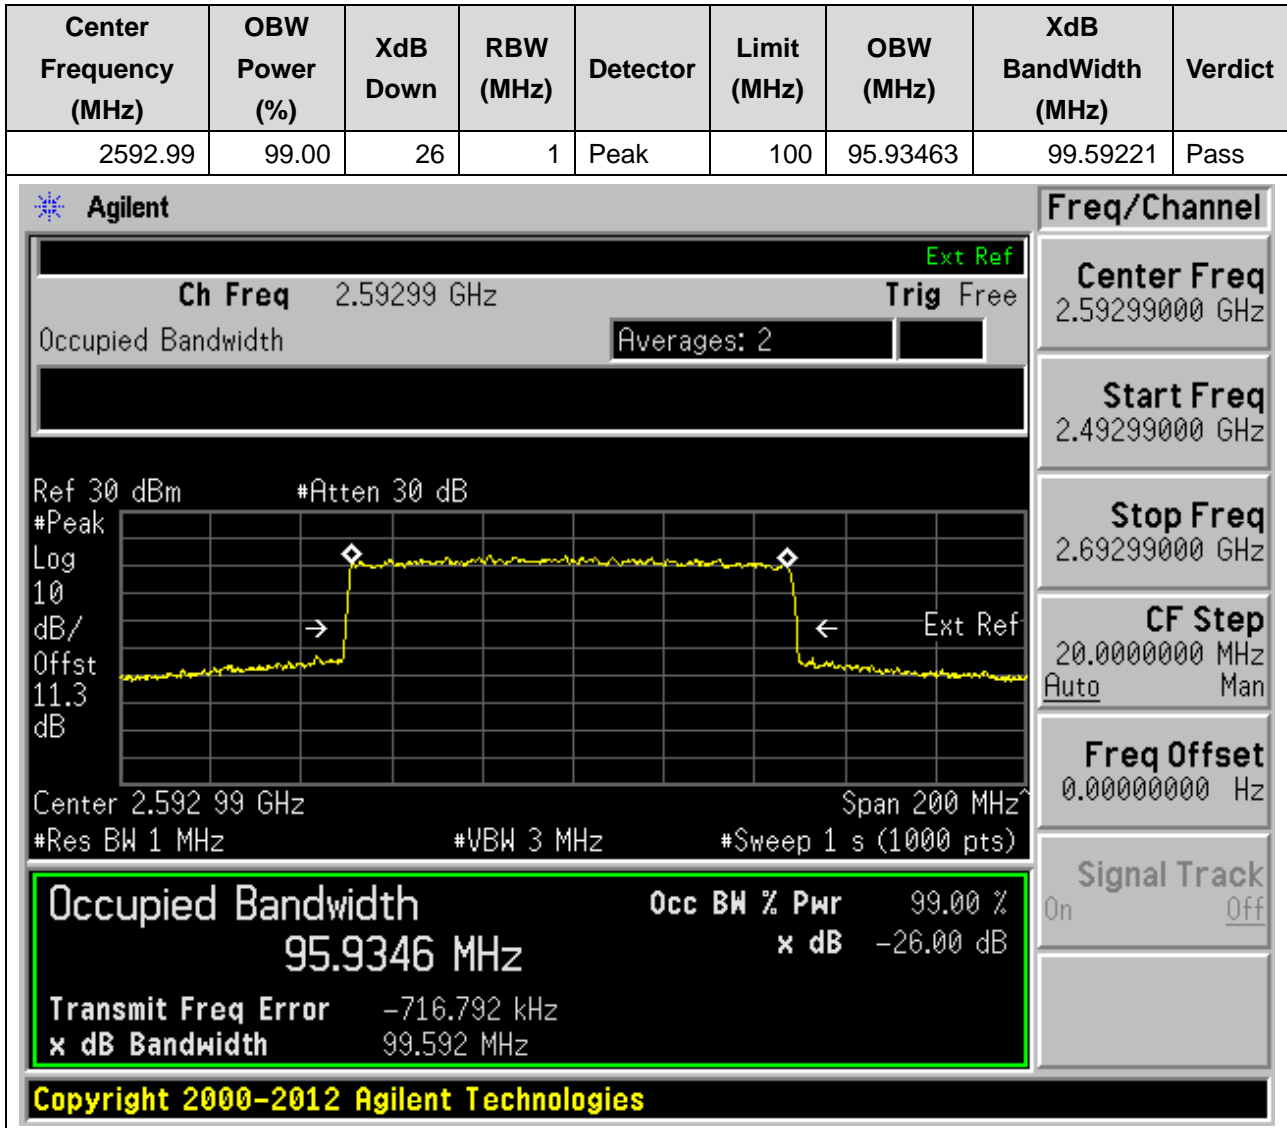 Center Frequency (MHz) OBW Power (%) XdB Down RBW (MHz) Detector Limit (MHz) OBW (MHz) XdB BandWidth (MHz) Verdict
2592.99 99.00 26 1 Peak 100 95.93463 99.59221 Pass
Agilent
Freq/Channel
Ext Ref
Ch Freq 2.59299 GHz Trig Free
Occupied Bandwidth Averages: 2
Ref 30 dBm #Atten 30 dB
#Peak
Log
10
dB/
Offst
11.3
dB
Ext Ref
Center 2.592 99 GHz Span 200 MHz^
#Res BW 1 MHz #VBW 3 MHz #Sweep 1 s (1000 pts)
Occupied Bandwidth
95.9346 MHz
Occ BW % Pwr 99.00 %
x dB -26.00 dB
Transmit Freq Error -716.792 kHz
x dB Bandwidth 99.592 MHz
Center Freq
2.59299000 GHz
Start Freq
2.49299000 GHz
Stop Freq
2.69299000 GHz
CF Step
20.0000000 MHz
Auto Man
Freq Offset
0.00000000 Hz
Signal Track
On Off
Copyright 2000-2012 Agilent Technologies